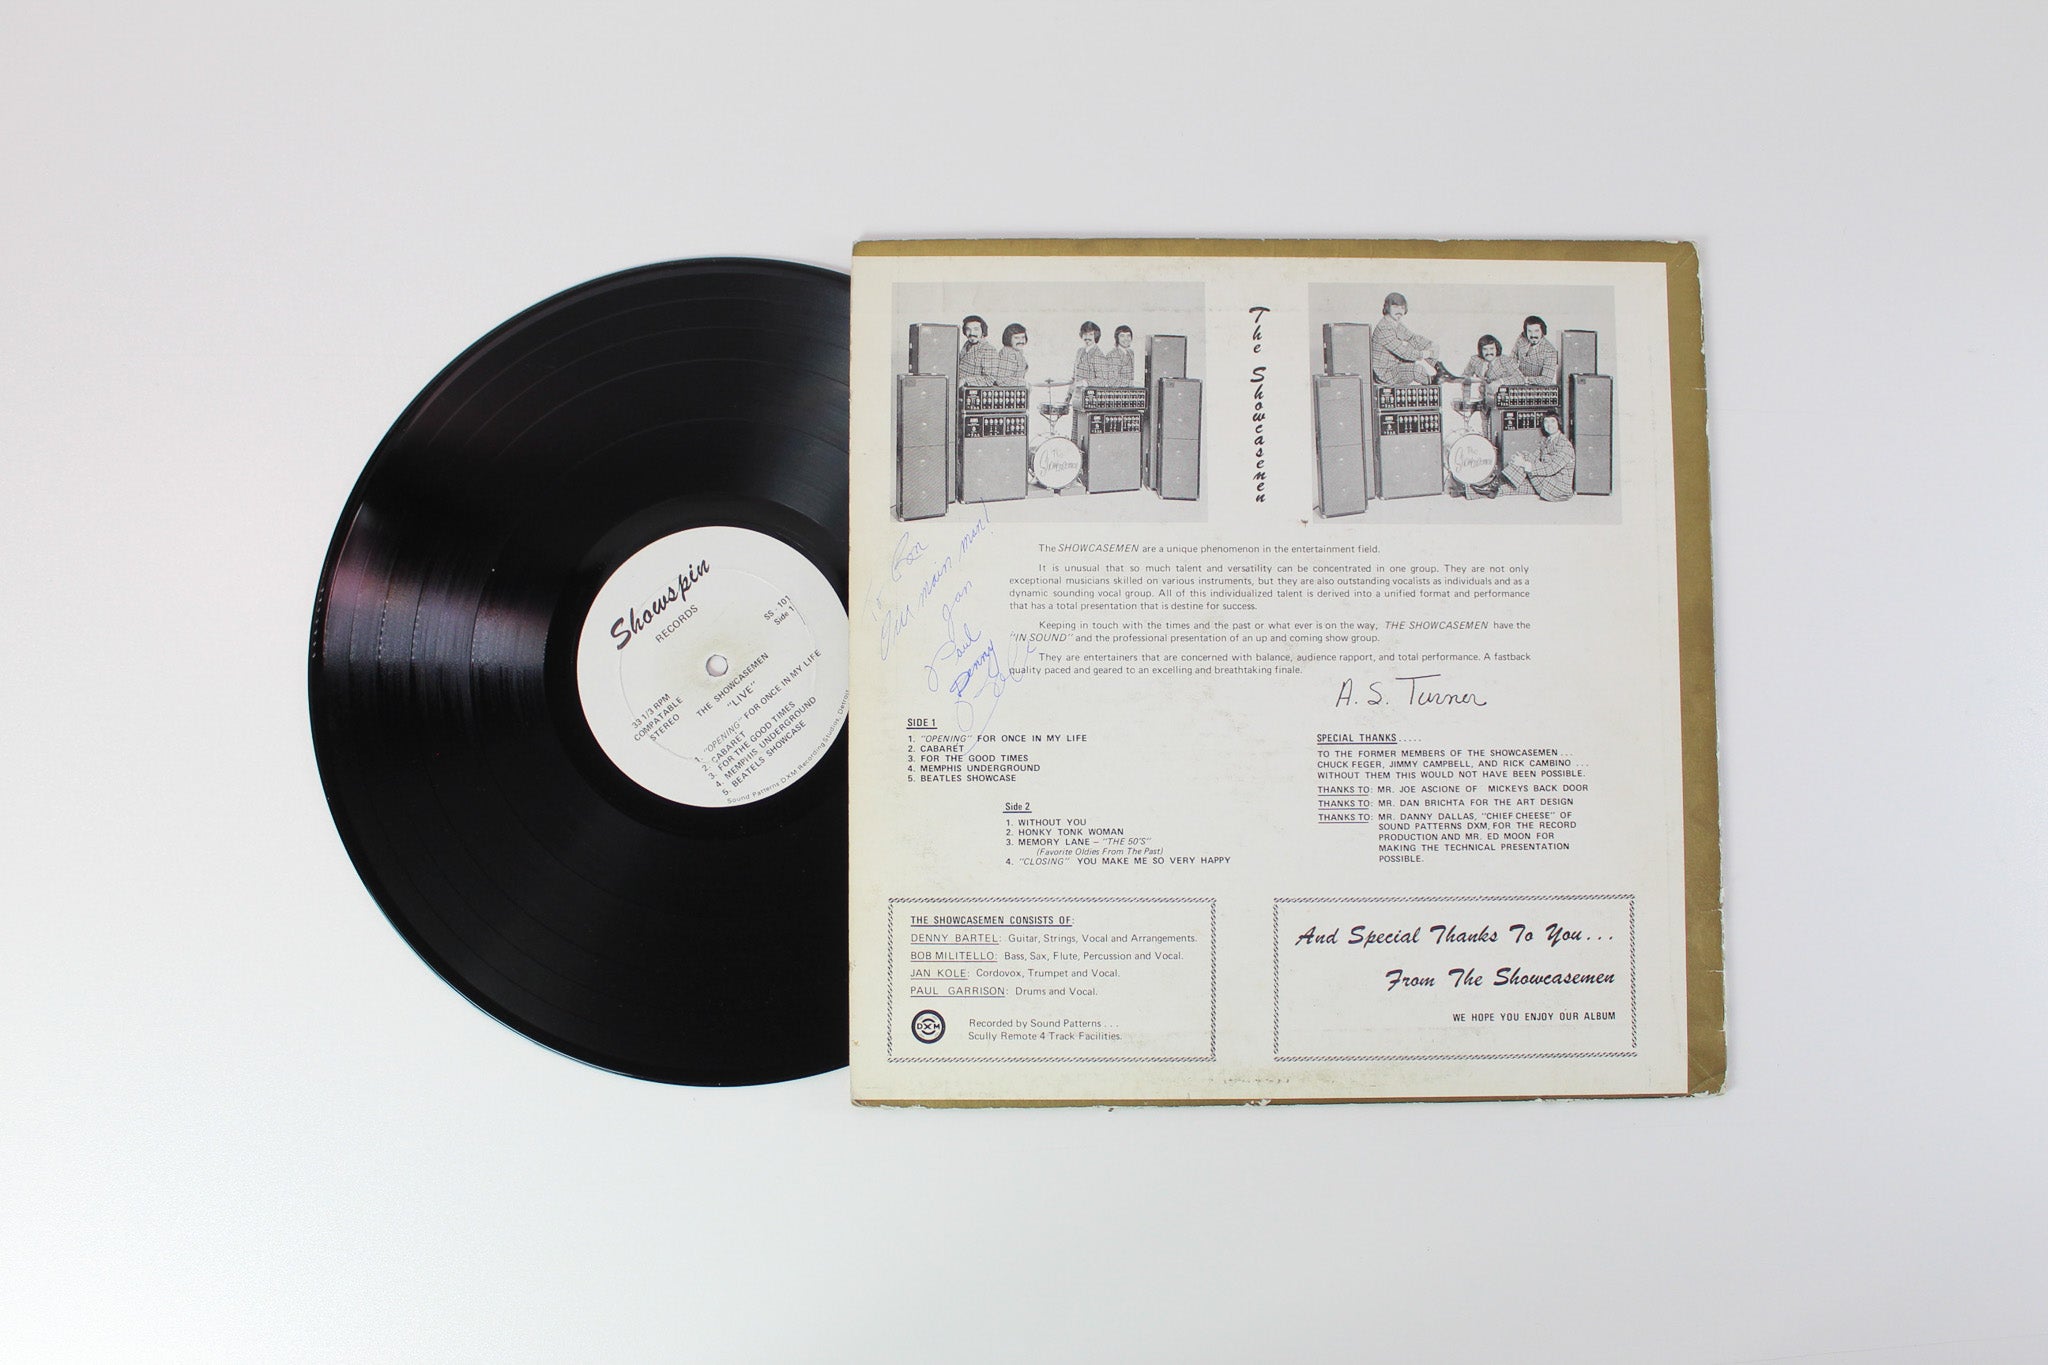 Showspin
RECORDS
SS - 101
Side 1
33 1/3 RPM
COMPATABLE
STEREO
THE SHOWCASEMEN
"LIVE"
1. "OPENING" FOR ONCE IN MY LIFE
2. CABARET
3. FOR THE GOOD TIMES
4. MEMPHIS UNDERGROUND
5. BEATELS SHOWCASE
Sound Patterns DXM Recording Studios, Detroit
The Showcasemen
The
Showcasemen
The
Showcasemen
To Ron
Our main man!
Jan
Paul
Denny
The SHOWCASEMEN are a unique phenomenon in the entertainment field.
It is unusual that so much talent and versatility can be concentrated in one group. They are not only
exceptional musicians skilled on various instruments, but they are also outstanding vocalists as individuals and as a
dynamic sounding vocal group. All of this individualized talent is derived into a unified format and performance
that has a total presentation that is destine for success.
Keeping in touch with the times and the past or what ever is on the way, THE SHOWCASEMEN have the
"IN SOUND" and the professional presentation of an up and coming show group.
They are entertainers that are concerned with balance, audience rapport, and total performance. A fastback
quality paced and geared to an excelling and breathtaking finale.
A. S. Turner
SIDE 1
1. "OPENING" FOR ONCE IN MY LIFE
2. CABARET
3. FOR THE GOOD TIMES
4. MEMPHIS UNDERGROUND
5. BEATLES SHOWCASE
Side 2
1. WITHOUT YOU
2. HONKY TONK WOMAN
3. MEMORY LANE – "THE 50'S"
(Favorite Oldies From The Past)
4. "CLOSING" YOU MAKE ME SO VERY HAPPY
SPECIAL THANKS.....
TO THE FORMER MEMBERS OF THE SHOWCASEMEN...
CHUCK FEGER, JIMMY CAMPBELL, AND RICK CAMBINO ...
WITHOUT THEM THIS WOULD NOT HAVE BEEN POSSIBLE.
THANKS TO: MR. JOE ASCIONE OF MICKEYS BACK DOOR
THANKS TO: MR. DAN BRICHTA FOR THE ART DESIGN
THANKS TO: MR. DANNY DALLAS, "CHIEF CHEESE" OF
SOUND PATTERNS DXM, FOR THE RECORD
PRODUCTION AND MR. ED MOON FOR
MAKING THE TECHNICAL PRESENTATION
POSSIBLE.
THE SHOWCASEMEN CONSISTS OF:
DENNY BARTEL: Guitar, Strings, Vocal and Arrangements.
BOB MILITELLO: Bass, Sax, Flute, Percussion and Vocal.
JAN KOLE: Cordovox, Trumpet and Vocal.
PAUL GARRISON: Drums and Vocal.
DXM
Recorded by Sound Patterns...
Scully Remote 4 Track Facilities.
And Special Thanks To You...
From The Showcasemen
WE HOPE YOU ENJOY OUR ALBUM